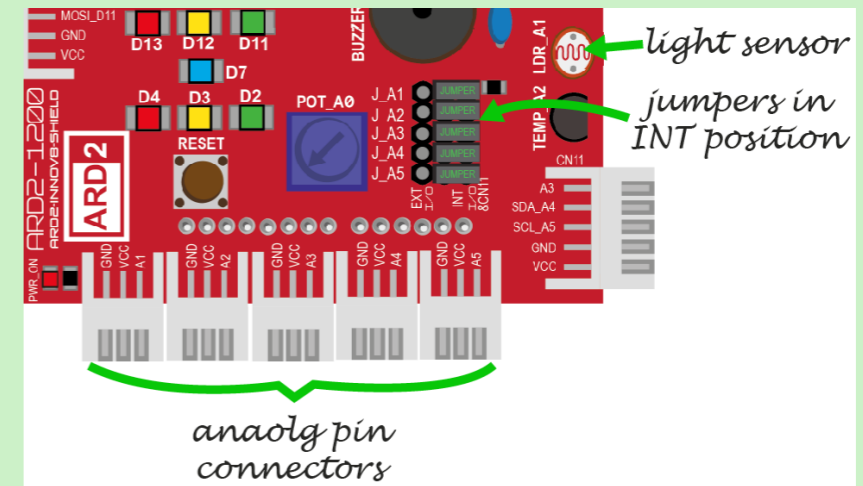 MOSI_D11
GND
VCC
D13
D12
D11
D7
D4
D3
D2
RESET
POT_A0
BUZZER
J_A1
J_A2
J_A3
J_A4
J_A5
JUMPER
JUMPER
JUMPER
JUMPER
JUMPER
EXT
I/O
INT
I/O
&CN11
LDR_A1
TEMP_A2
light sensor
jumpers in
INT position
CN11
A3
SDA_A4
SCL_A5
GND
VCC
ARD2-1200
ARD2-INNOV8-SHIELD
ARD2
PWR_ON
GND
VCC
A1
GND
VCC
A2
GND
VCC
A3
GND
VCC
A4
GND
VCC
A5
anaolg pin
connectors